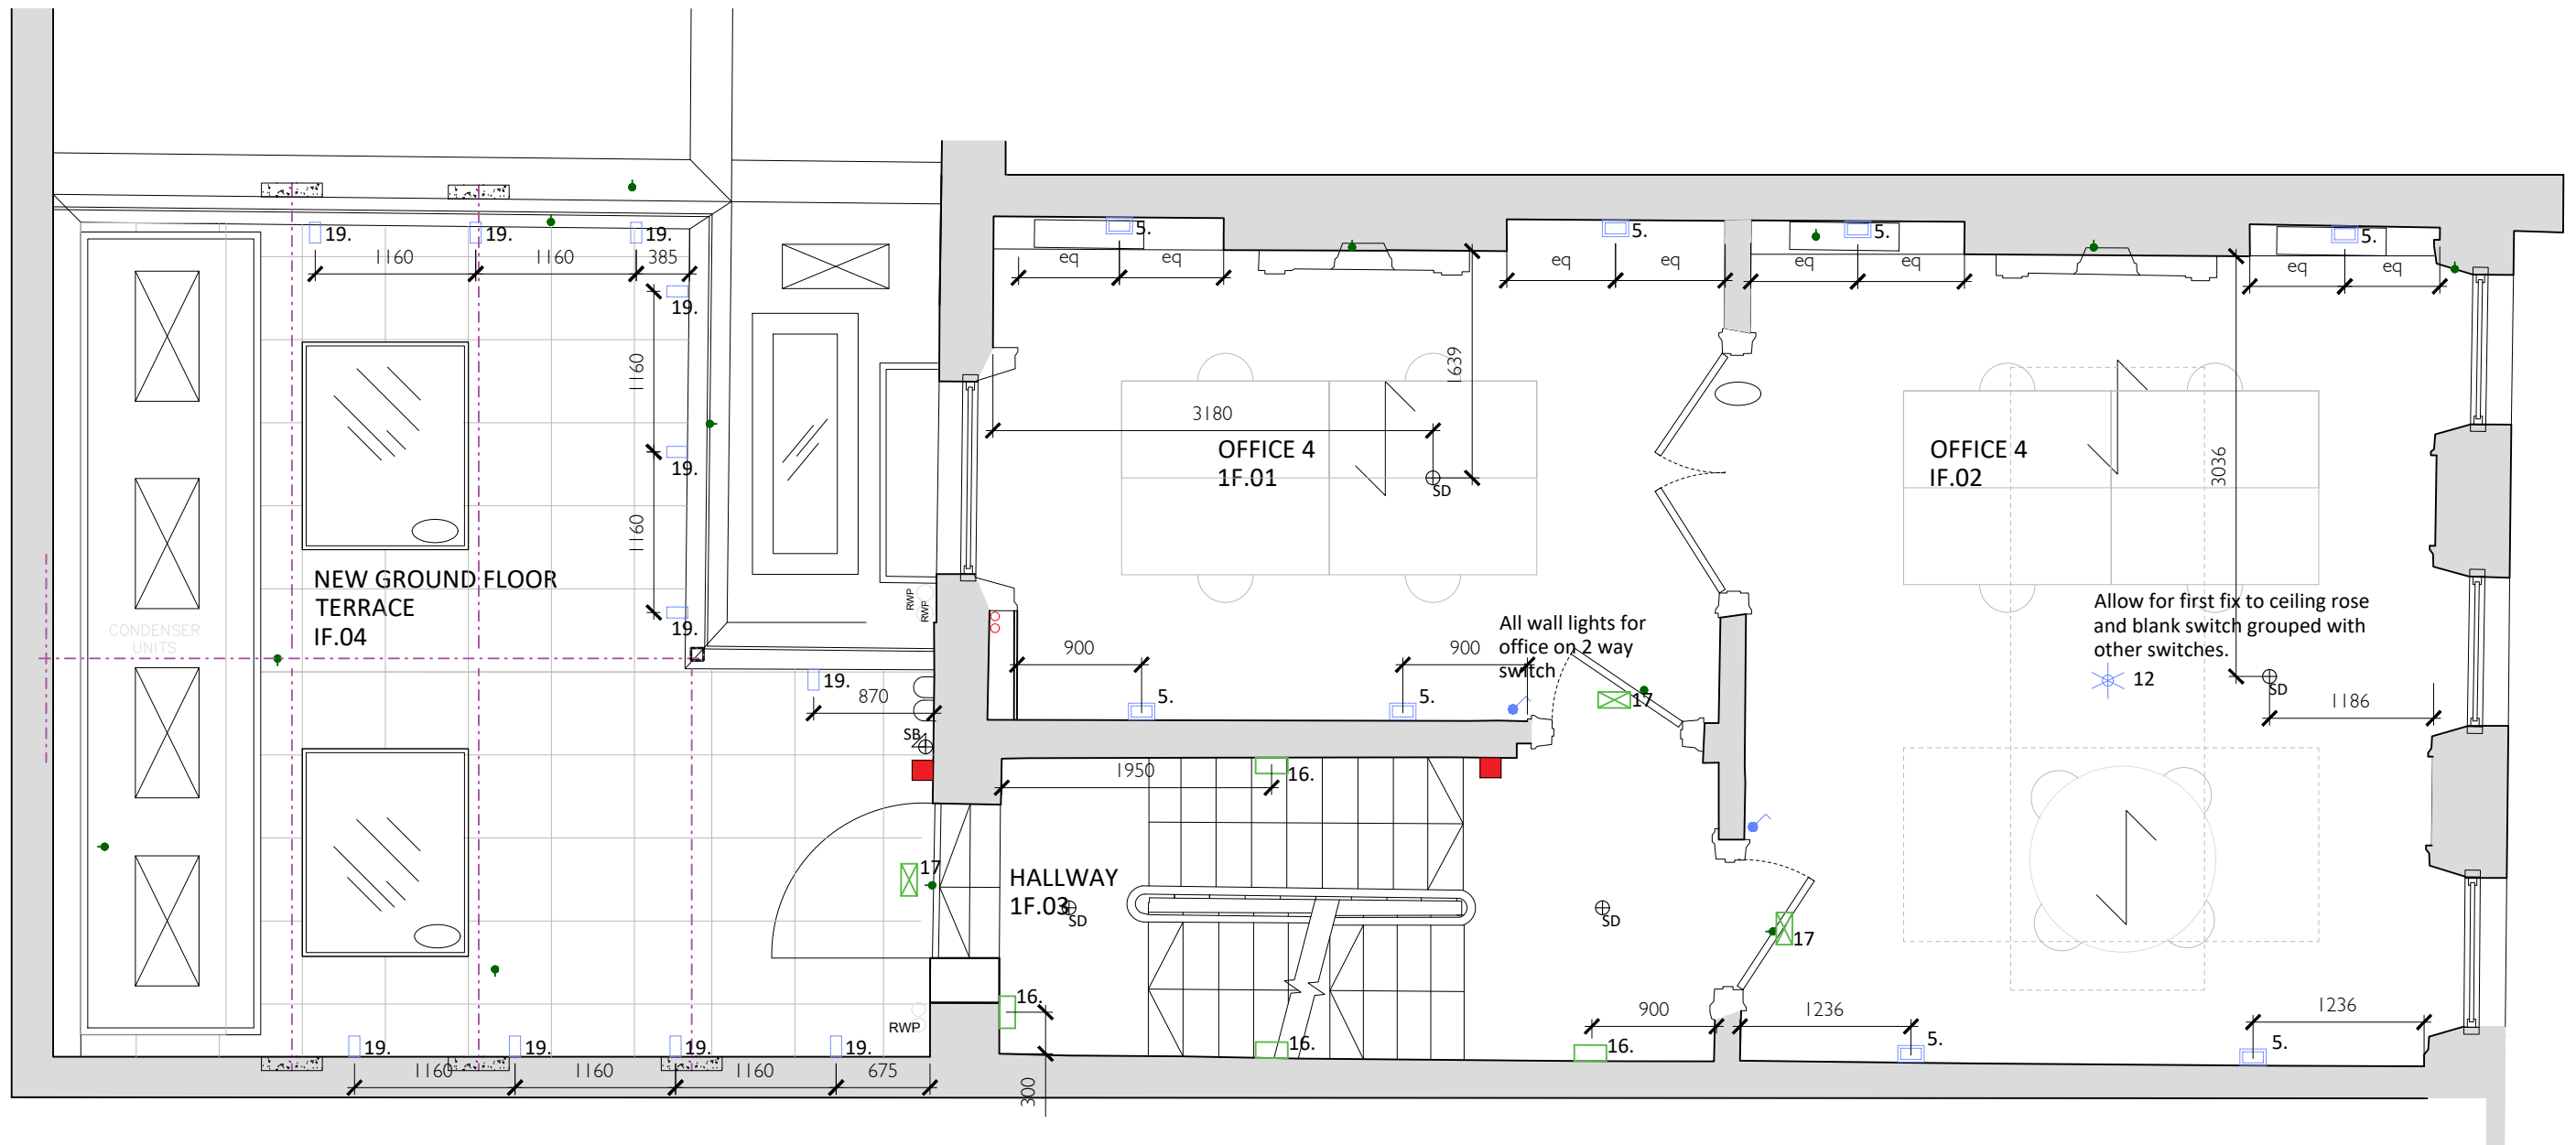 19.
19.
19.
1160
1160
385
19.
1160
19.
1160
19.
NEW GROUND FLOOR
TERRACE
IF.04
CONDENSER
UNITS
RWP
RWP
19.
870
SB
17
RWP
19.
19.
19.
19.
1160
1160
1160
675
5.
eq
eq
5.
eq
eq
1639
3180
OFFICE 4
1F.01
SD
900
900
5.
5.
All wall lights for
office on 2 way
switch
17
5.
eq
eq
5.
eq
eq
OFFICE 4
IF.02
3036
Allow for first fix to ceiling rose
and blank switch grouped with
other switches.
12
SD
1186
1950
16.
HALLWAY
1F.03
SD
SD
17
16.
300
16.
16.
900
1236
5.
1236
5.